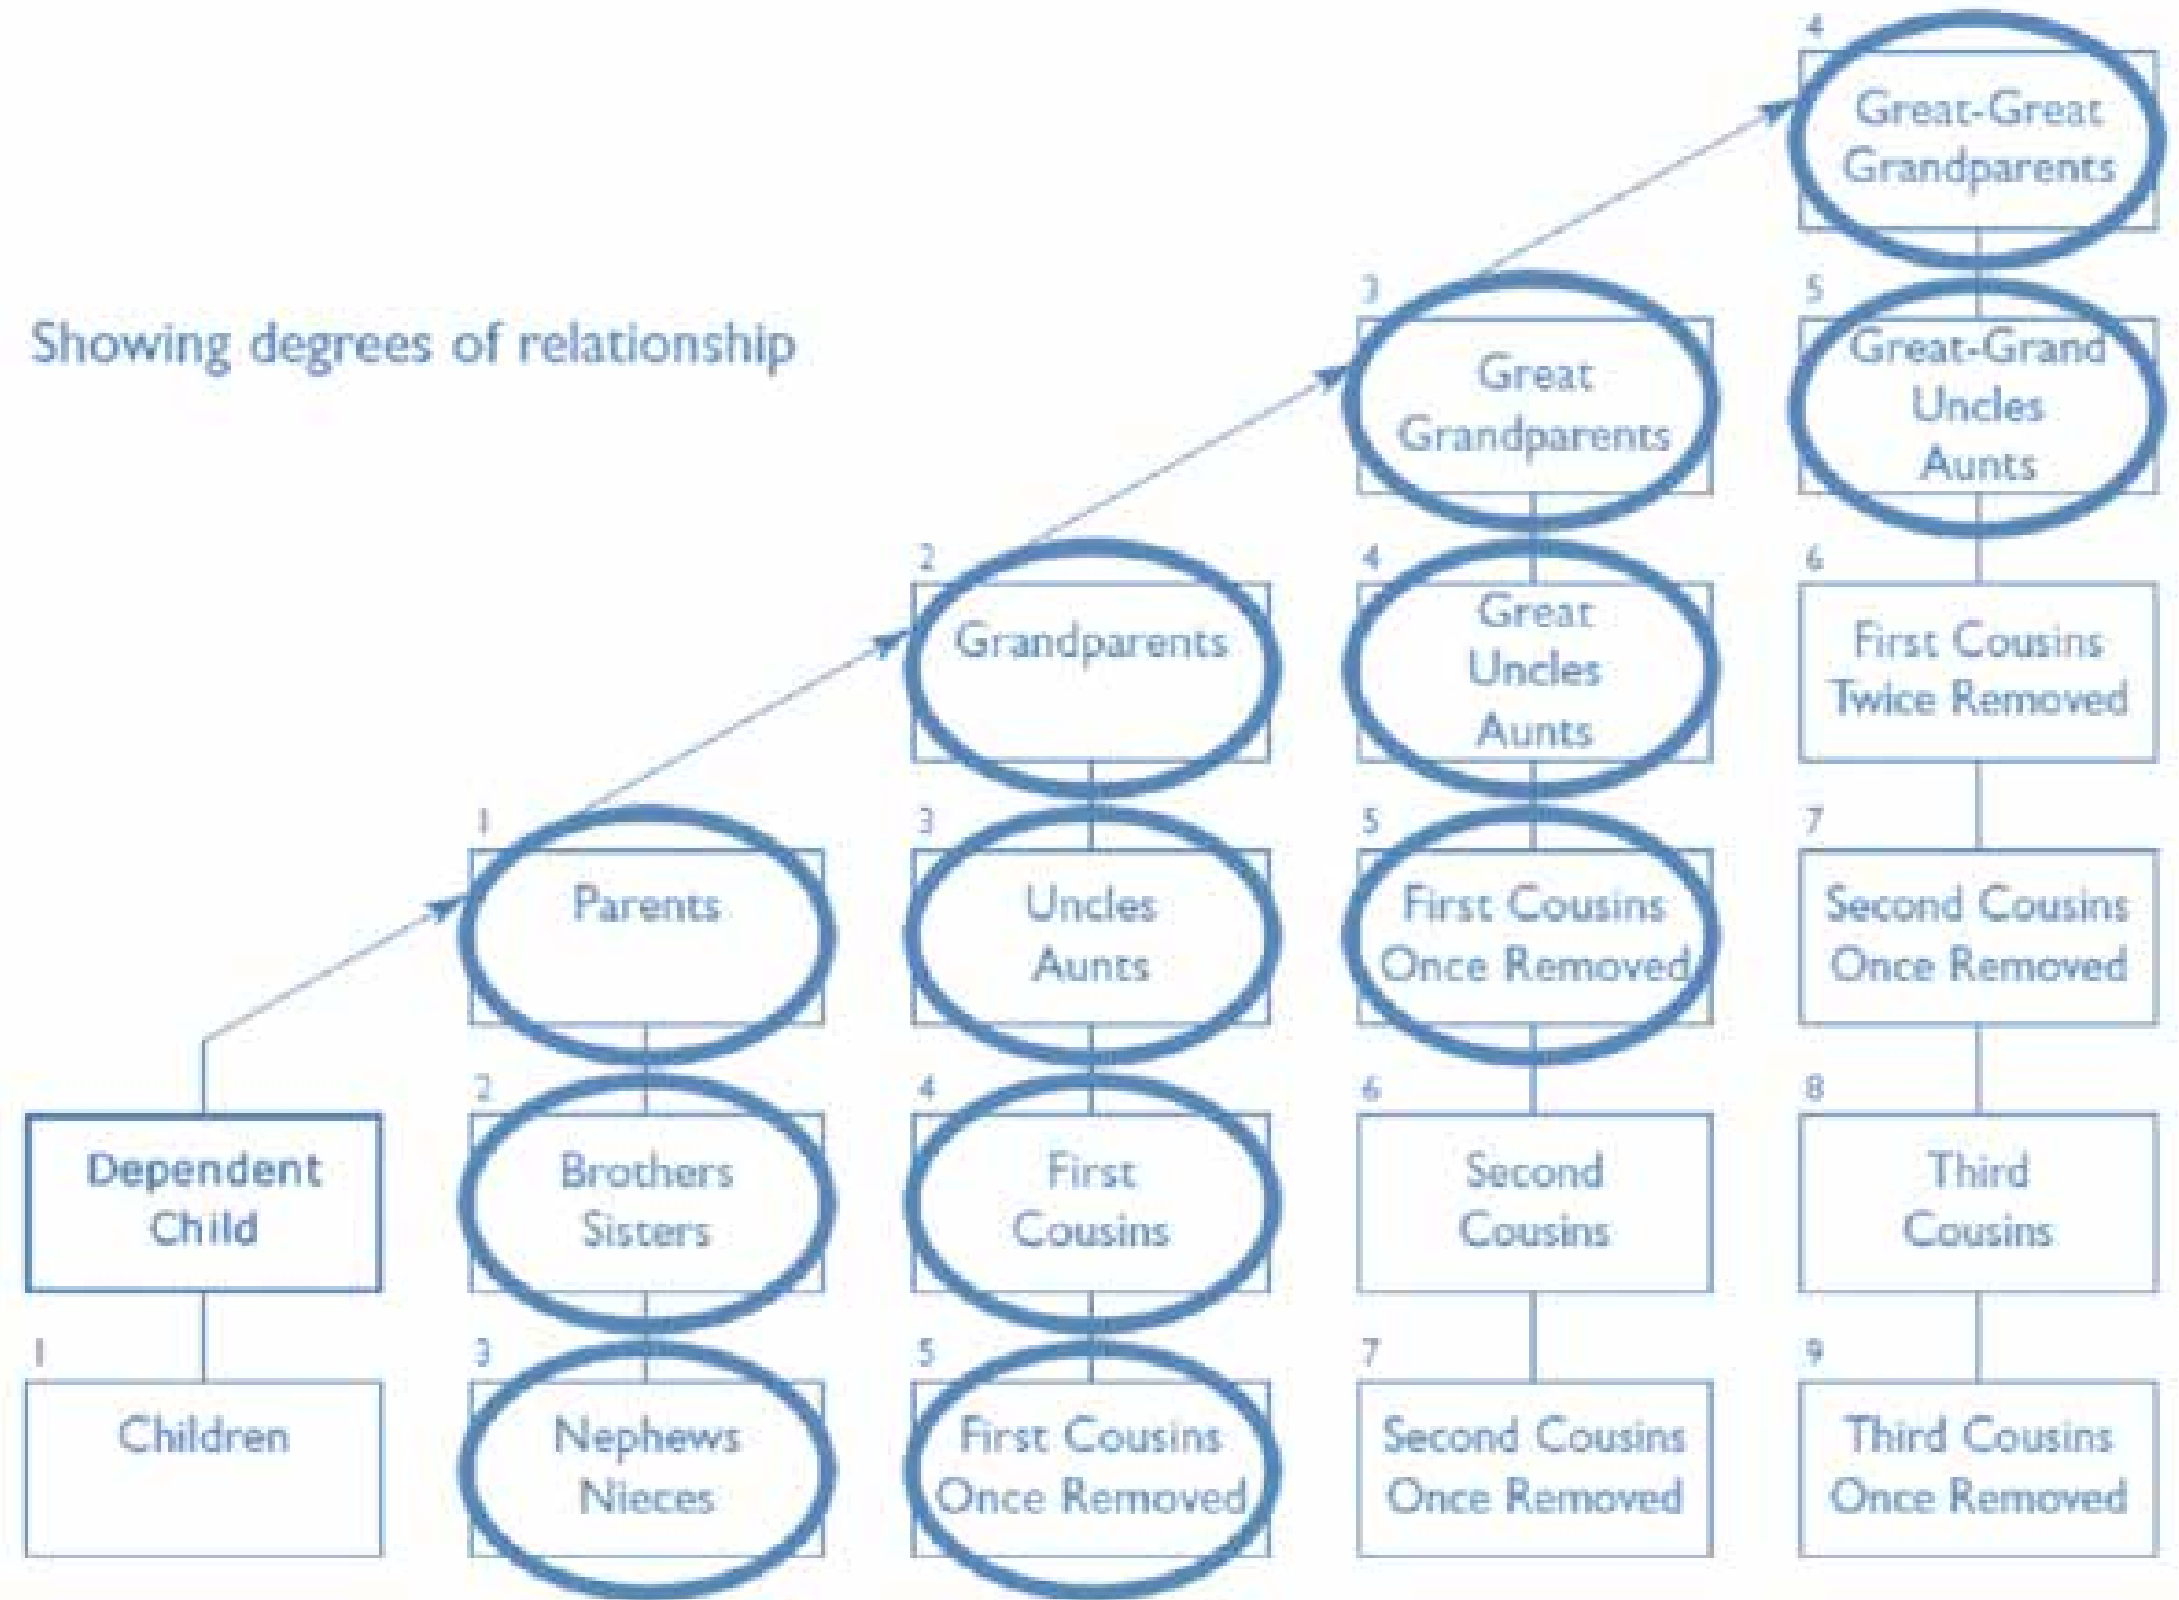 4
Great-Great
Grandparents
3
Great
Grandparents
5
Great-Grand
Uncles
Aunts
Showing degrees of relationship
2
Grandparents
4
Great
Uncles
Aunts
6
First Cousins
Twice Removed
1
Parents
3
Uncles
Aunts
5
First Cousins
Once Removed
7
Second Cousins
Once Removed
Dependent
Child
2
Brothers
Sisters
4
First
Cousins
6
Second
Cousins
8
Third
Cousins
1
Children
3
Nephews
Nieces
5
First Cousins
Once Removed
7
Second Cousins
Once Removed
9
Third Cousins
Once Removed